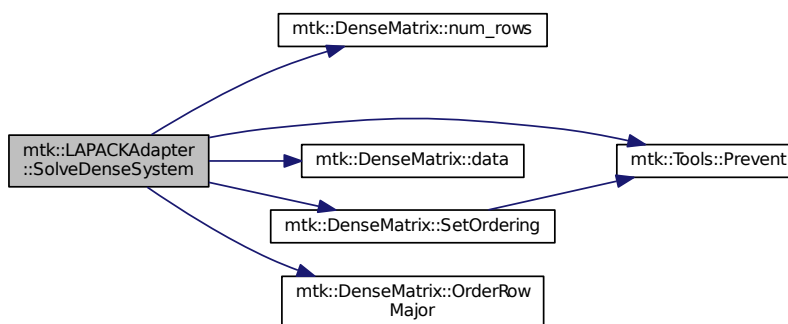 mtk::DenseMatrix::num_rows
mtk::LAPACKAdapter
::SolveDenseSystem
mtk::DenseMatrix::data
mtk::Tools::Prevent
mtk::DenseMatrix::SetOrdering
mtk::DenseMatrix::OrderRow
Major